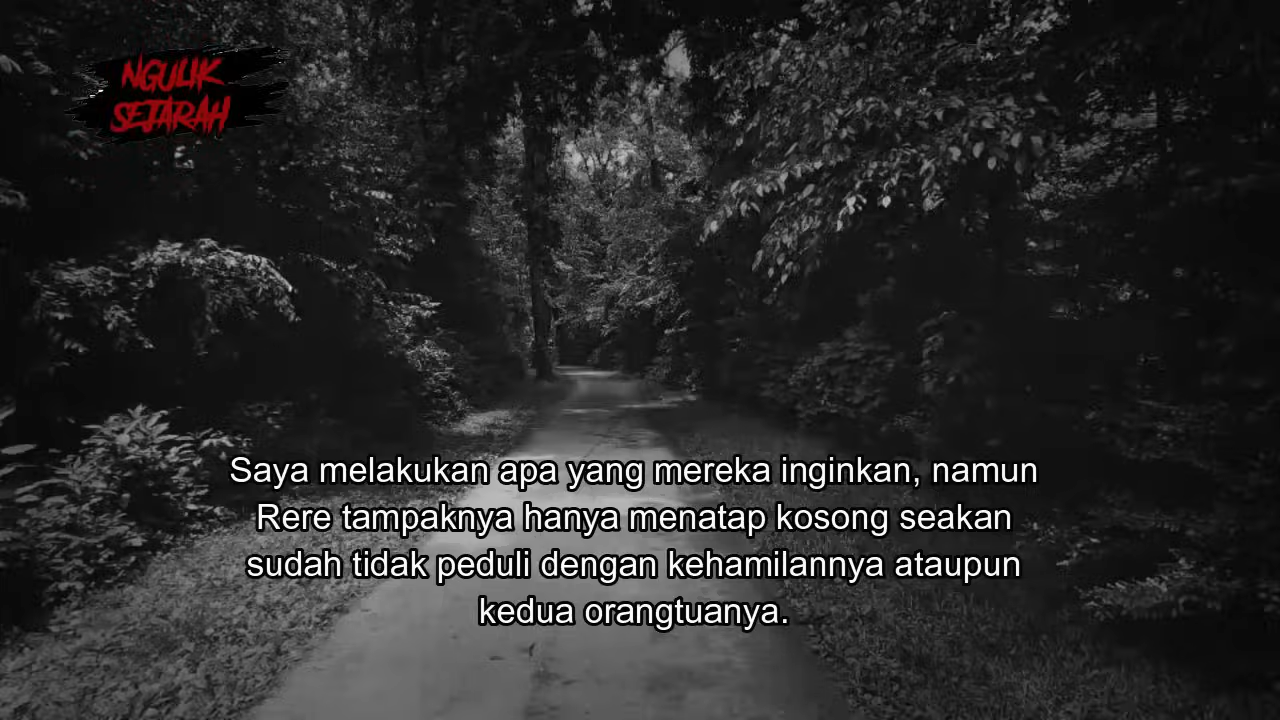 NGULIK
SEJARAH
Saya melakukan apa yang mereka inginkan, namun
Rere tampaknya hanya menatap kosong seakan
sudah tidak peduli dengan kehamilannya ataupun
kedua orangtuanya.